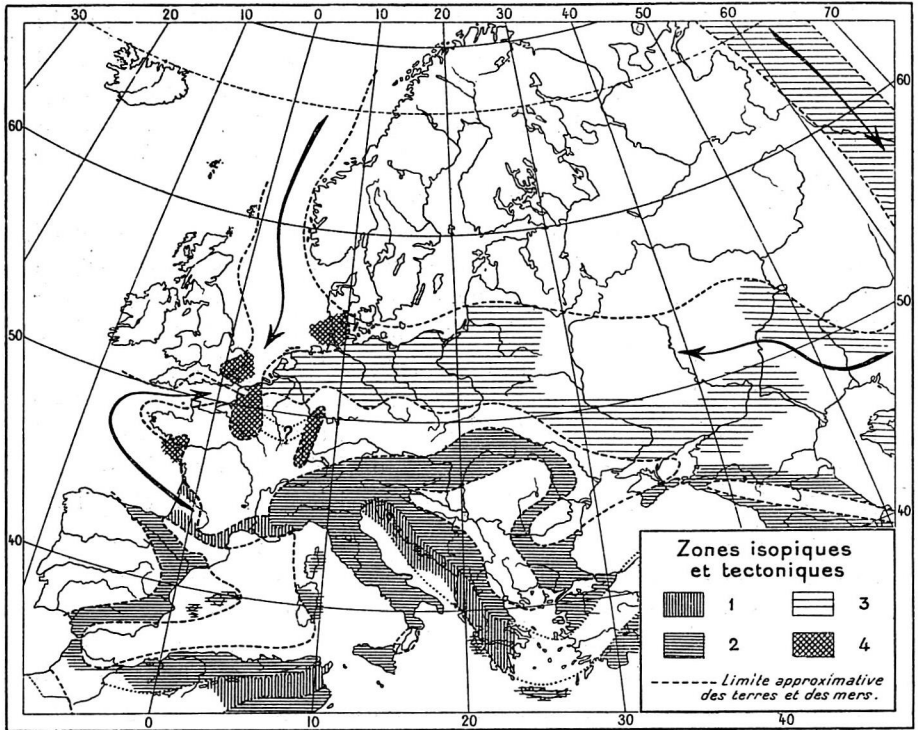 30 20 10 0 10 20 30 40 50 60 70
60
60
50
50
?
40
40
Zones isopiques
et tectoniques
1 3
2 4
Limite approximative
des terres et des mers.
0 10 20 30 40